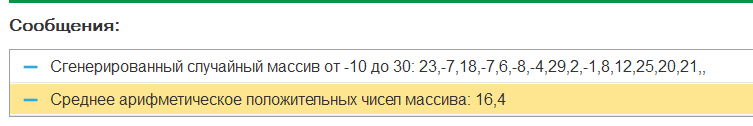 Сообщения:
Сгенерированный случайный массив от -10 до 30: 23,-7,18,-7,6,-8,-4,29,2,-1,8,12,25,20,21,,
Среднее арифметическое положительных чисел массива: 16,4